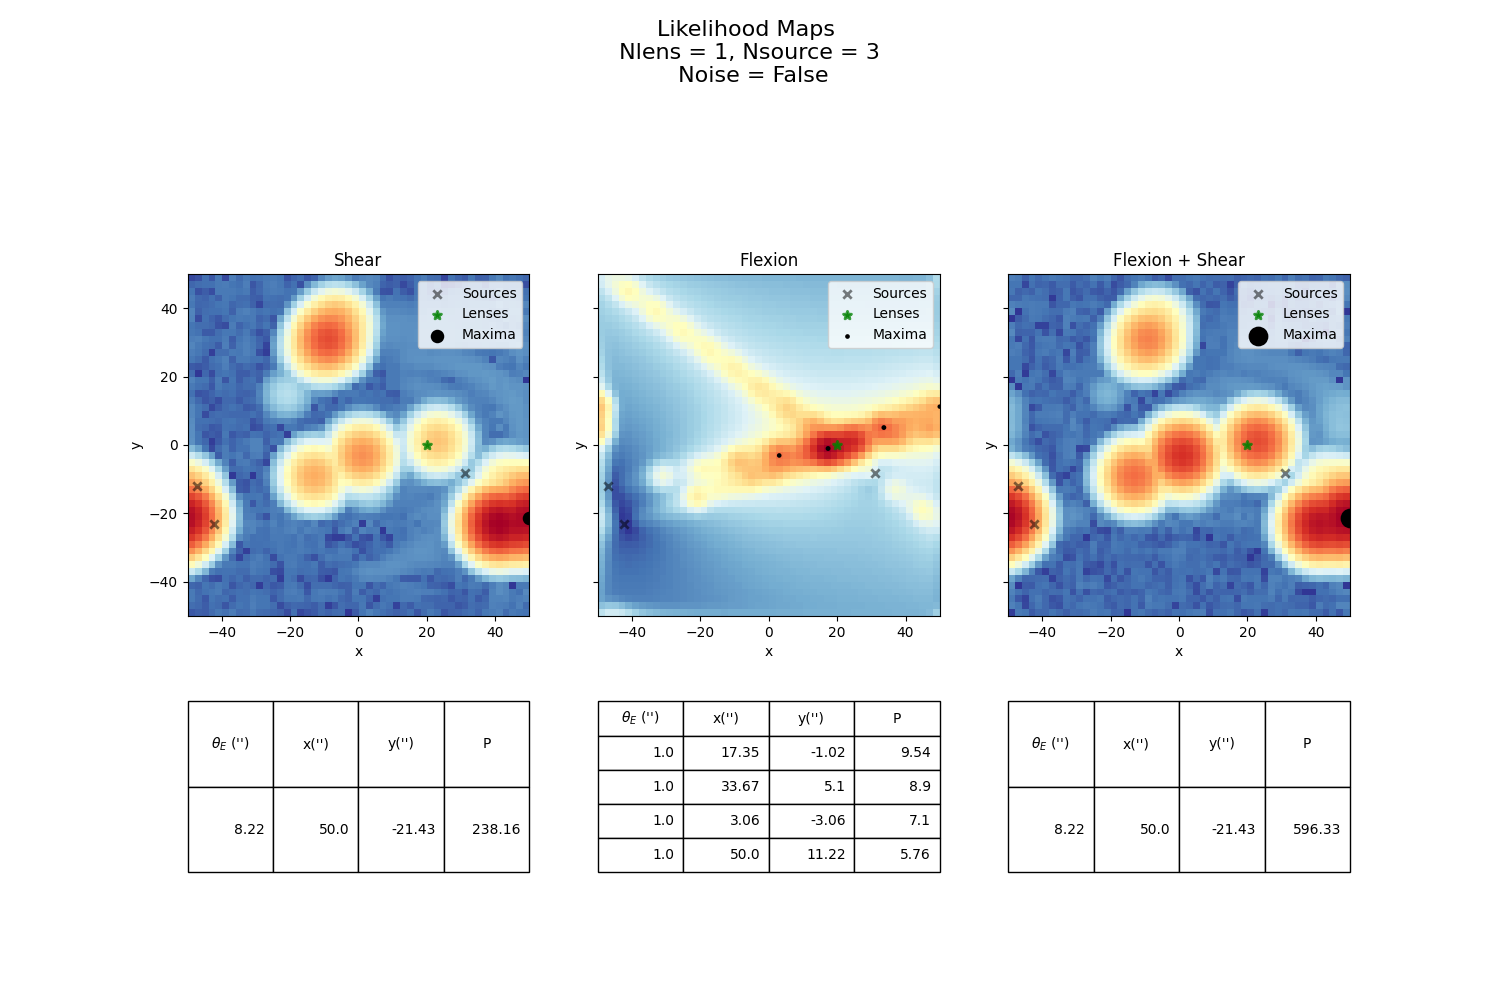 Likelihood Maps
Nlens = 1, Nsource = 3
Noise = False
Shear
Sources
Lenses
Maxima
40
20
0
−20
−40
y
−40 −20 0 20 40
x
Flexion
Sources
Lenses
Maxima
y
−40 −20 0 20 40
x
Flexion + Shear
Sources
Lenses
Maxima
y
−40 −20 0 20 40
x
θE ('') x('') y('') P
8.22 50.0 -21.43 238.16
θE ('') x('') y('') P
1.0 17.35 -1.02 9.54
1.0 33.67 5.1 8.9
1.0 3.06 -3.06 7.1
1.0 50.0 11.22 5.76
θE ('') x('') y('') P
8.22 50.0 -21.43 596.33